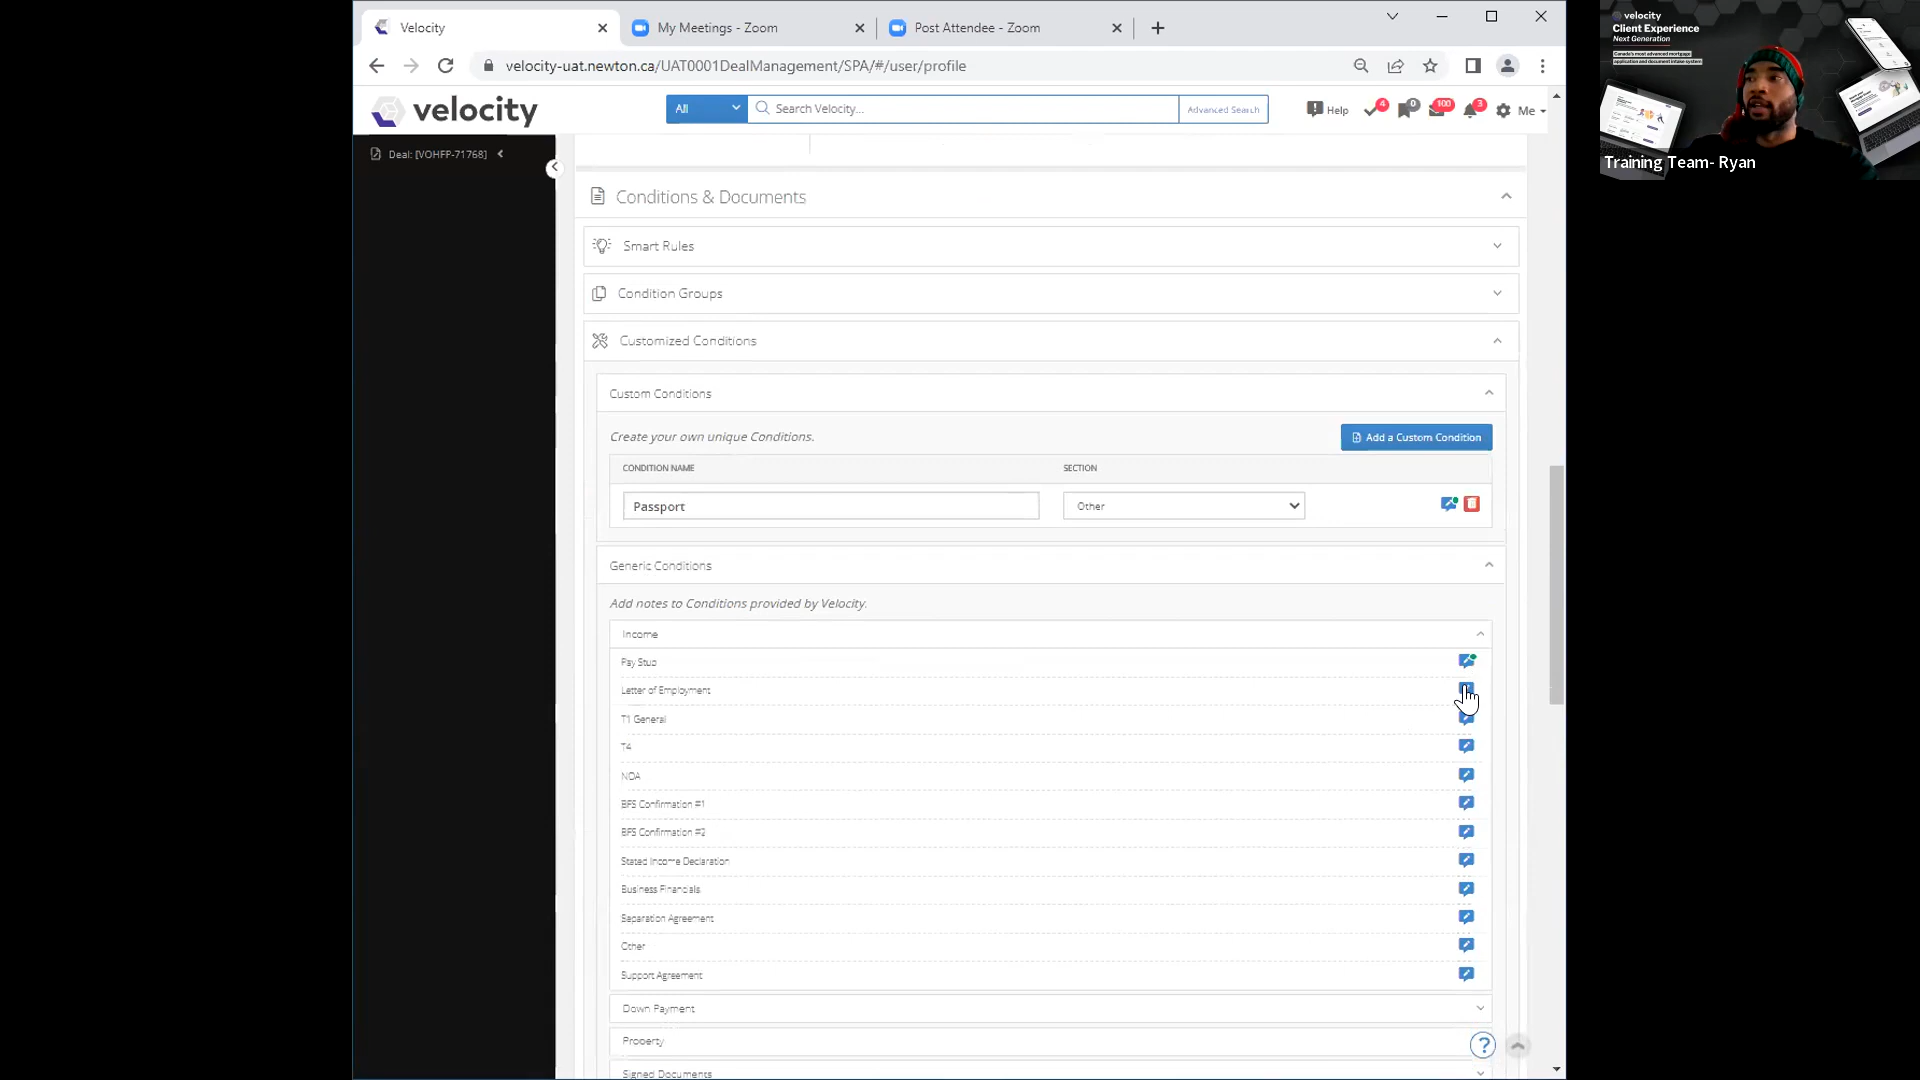 Velocity
My Meetings - Zoom
Post Attendee - Zoom
velocity-uat.newton.ca/UAT0001DealManagement/SPA/#/user/profile
velocity
All
Search Velocity...
Advanced Search
Help
4
0
100
3
Me
Deal: [VOHFP-71768]
Conditions & Documents
Smart Rules
Condition Groups
Customized Conditions
Custom Conditions
Create your own unique Conditions.
Add a Custom Condition
CONDITION NAME
SECTION
Passport
Other
Generic Conditions
Add notes to Conditions provided by Velocity.
Income
Pay Stub
Letter of Employment
T1 General
T4
NOA
BFS Confirmation #1
BFS Confirmation #2
Stated Income Declaration
Business Financials
Separation Agreement
Other
Support Agreement
Down Payment
Property
Signed Documents
?
velocity
Client Experience
Next Generation
Canada's most advanced mortgage
application and document intake system
Training Team- Ryan